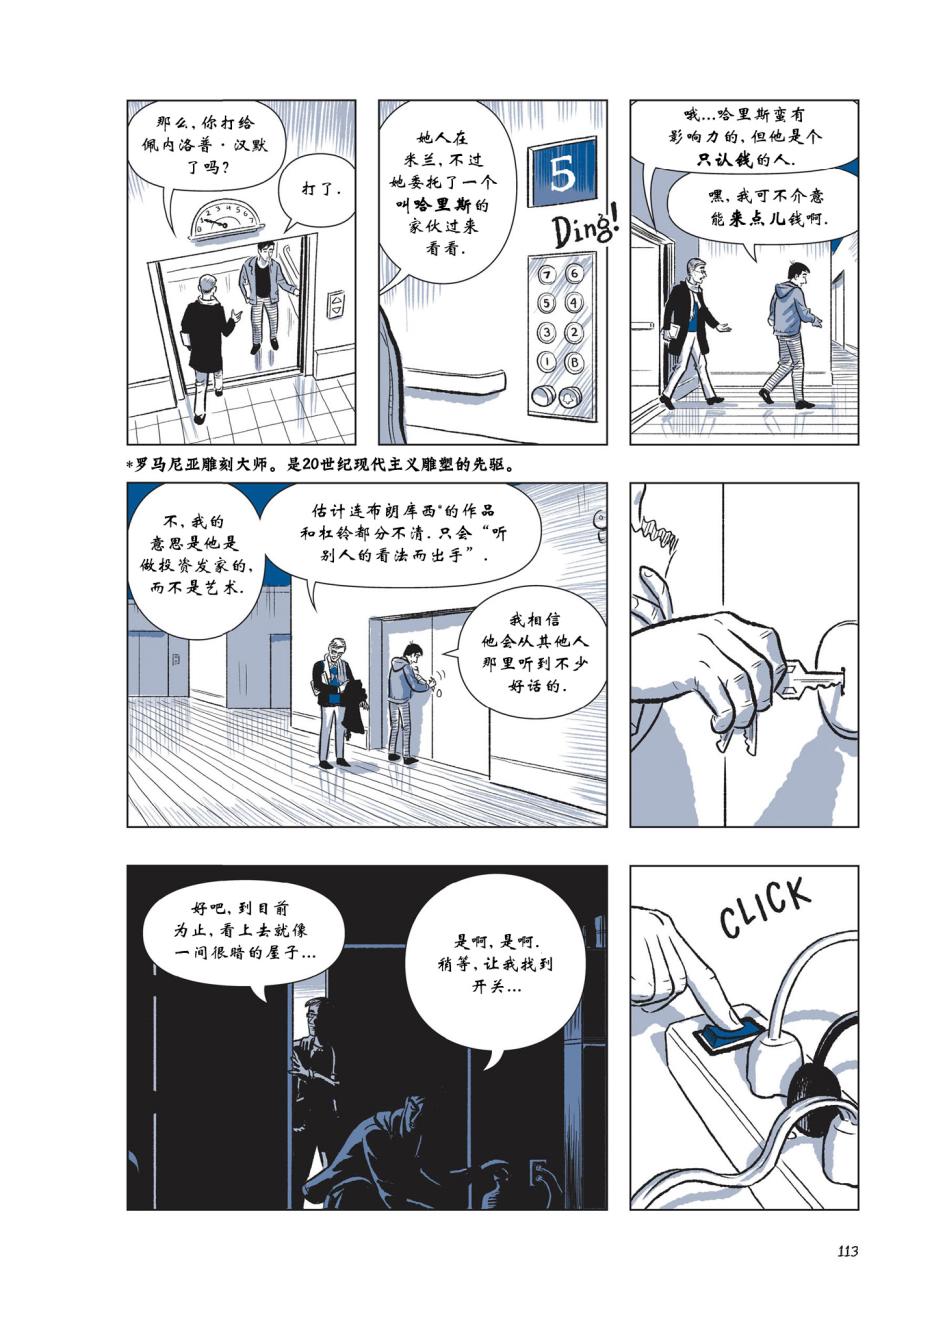 那么,你打给
佩内洛普·汉默
了吗?
打了.
1 2 3 4 5 6
她人在
米兰,不过
她委托了一个
叫哈里斯的
家伙过来
看看.
5
Ding!
7 6
5 4
3 2
1 B
哦...哈里斯蛮有
影响力的,但他是个
只认钱的人.
嘿,我可不介意
能来点儿钱啊.
*罗马尼亚雕刻大师。是20世纪现代主义雕塑的先驱。
不,我的
意思是他是
做投资发家的,
而不是艺术.
估计连布朗库西*的作品
和杠铃都分不清.只会“听
别人的看法而出手”.
我相信
他会从其他人
那里听到不少
好话的.
好吧,到目前
为止,看上去就像
一间很暗的屋子...
是啊,是啊.
稍等,让我找到
开关...
CLICK
113